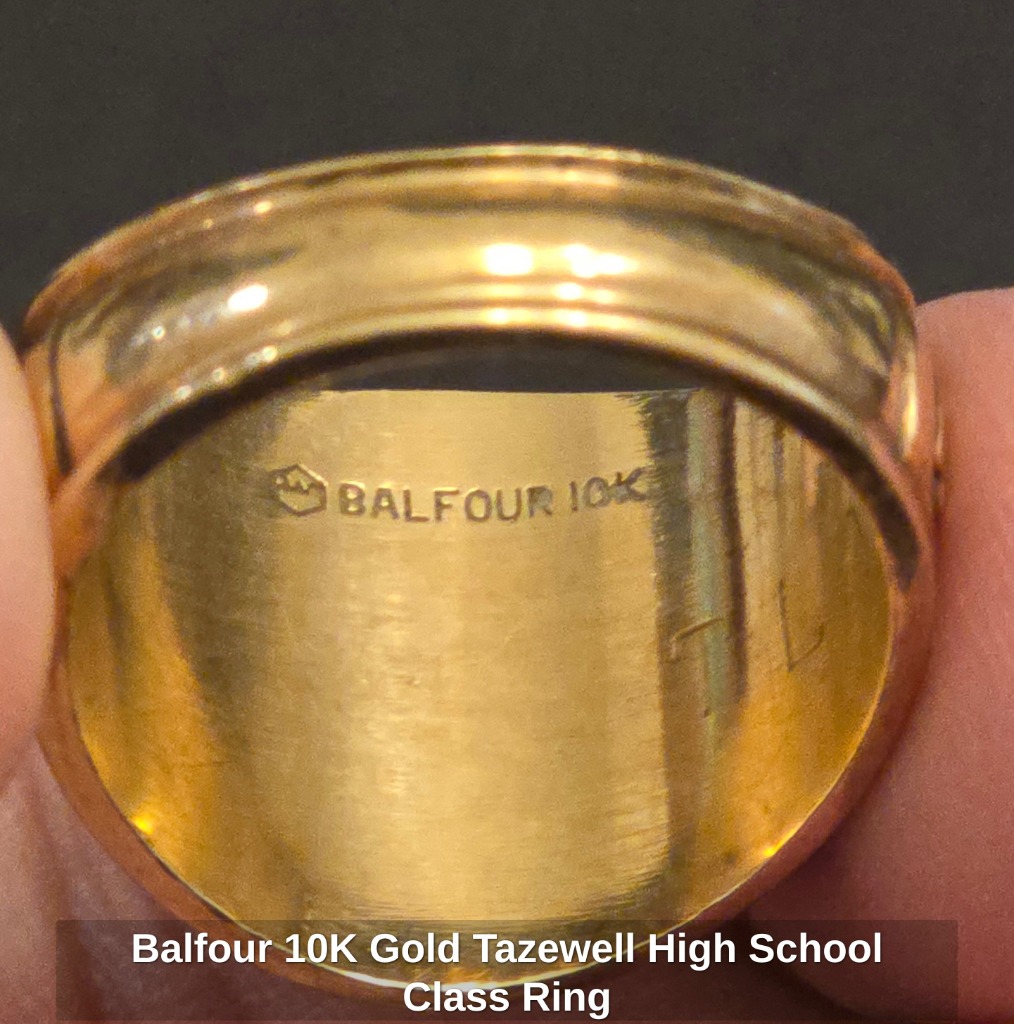 BALFOUR 10K
Balfour 10K Gold Tazewell High School
Class Ring